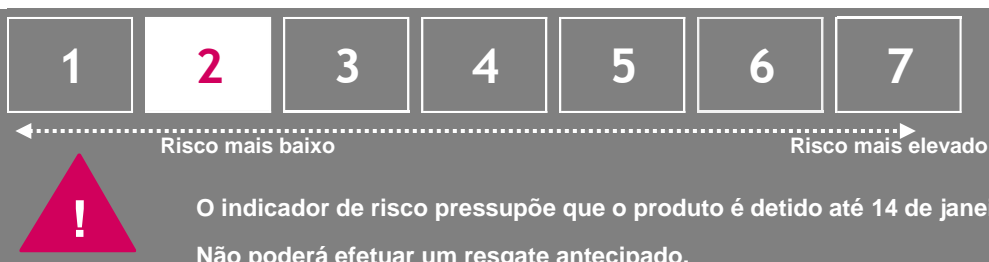 1 2 3 4 5 6 7
Risco mais baixo Risco mais elevado
! O indicador de risco pressupõe que o produto é detido até 14 de jane
Não poderá efetuar um resgate antecipado.